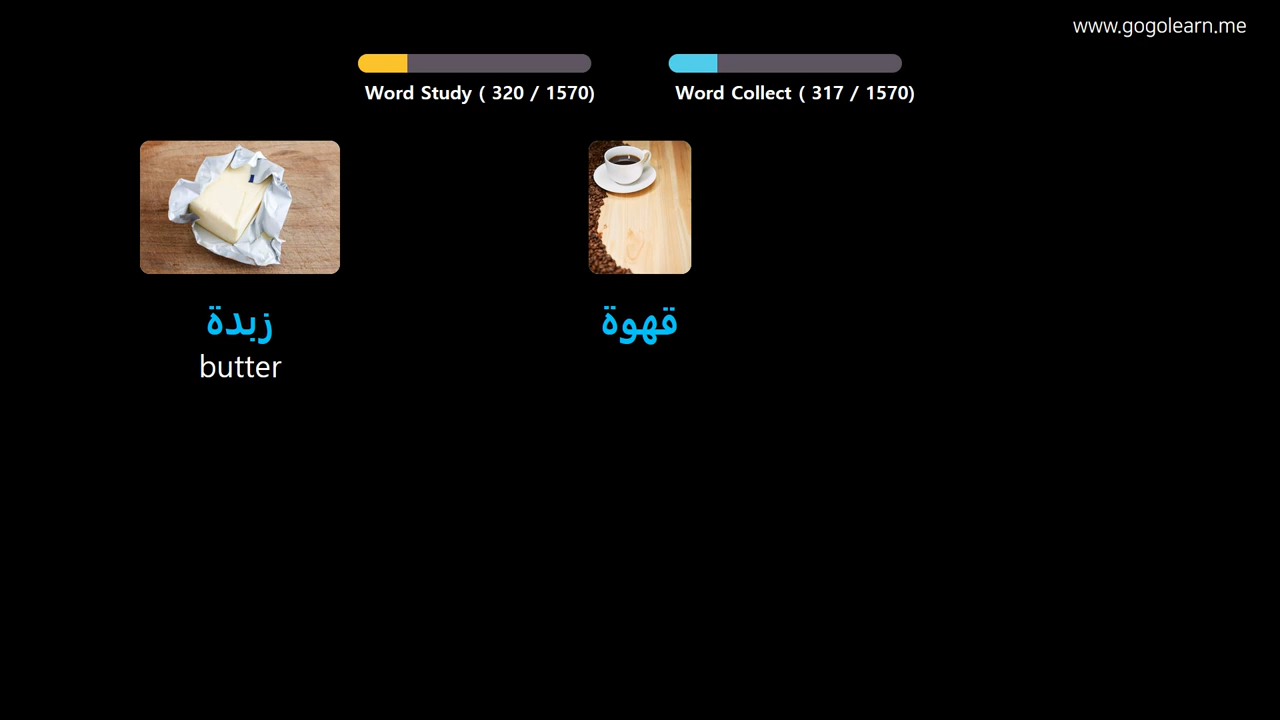 www.gogolearn.me
Word Study ( 320 / 1570)
Word Collect ( 317 / 1570)
زبدة
butter
قهوة